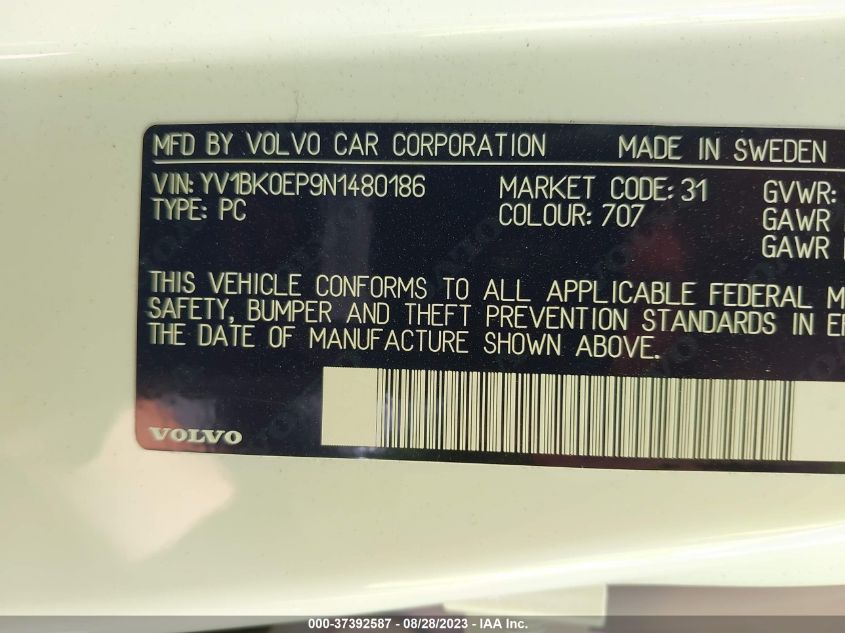 MFD BY VOLVO CAR CORPORATION MADE IN SWEDEN
VIN: YV1BK0EP9N1480186 MARKET CODE: 31 GVWR:
TYPE: PC COLOUR: 707 GAWR
GAWR
THIS VEHICLE CONFORMS TO ALL APPLICABLE FEDERAL M
SAFETY, BUMPER AND THEFT PREVENTION STANDARDS IN EF
THE DATE OF MANUFACTURE SHOWN ABOVE.
VOLVO
000-37392587 - 08/28/2023 - IAA Inc.